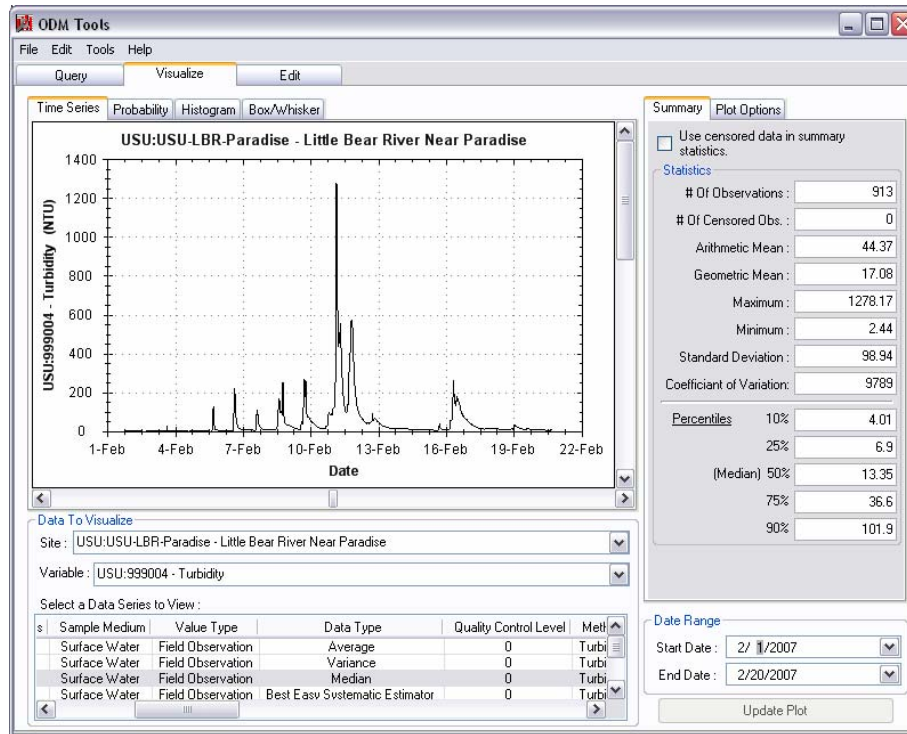 ODM Tools
File Edit Tools Help
Query Visualize Edit
Time Series Probability Histogram Box/Whisker
USU:USU-LBR-Paradise - Little Bear River Near Paradise
USU:999004 - Turbidity (NTU)
1400
1200
1000
800
600
400
200
0
1-Feb 4-Feb 7-Feb 10-Feb 13-Feb 16-Feb 19-Feb 22-Feb
Date
Summary Plot Options
Use censored data in summary
statistics.
Statistics
# Of Observations : 913
# Of Censored Obs. : 0
Arithmetic Mean : 44.37
Geometric Mean : 17.08
Maximum : 1278.17
Minimum : 2.44
Standard Deviation : 98.94
Coefficiant of Variation: 9789
Percentiles 10% 4.01
25% 6.9
(Median) 50% 13.35
75% 36.6
90% 101.9
Data To Visualize
Site : USU:USU-LBR-Paradise - Little Bear River Near Paradise
Variable : USU:999004 - Turbidity
Select a Data Series to View :
s Sample Medium Value Type Data Type Quality Control Level Meth
Surface Water Field Observation Average 0 Turbi
Surface Water Field Observation Variance 0 Turbi
Surface Water Field Observation Median 0 Turbi
Surface Water Field Observation Best Easy Systematic Estimator 0 Turbi
Date Range
Start Date : 2/ 1/2007
End Date : 2/20/2007
Update Plot